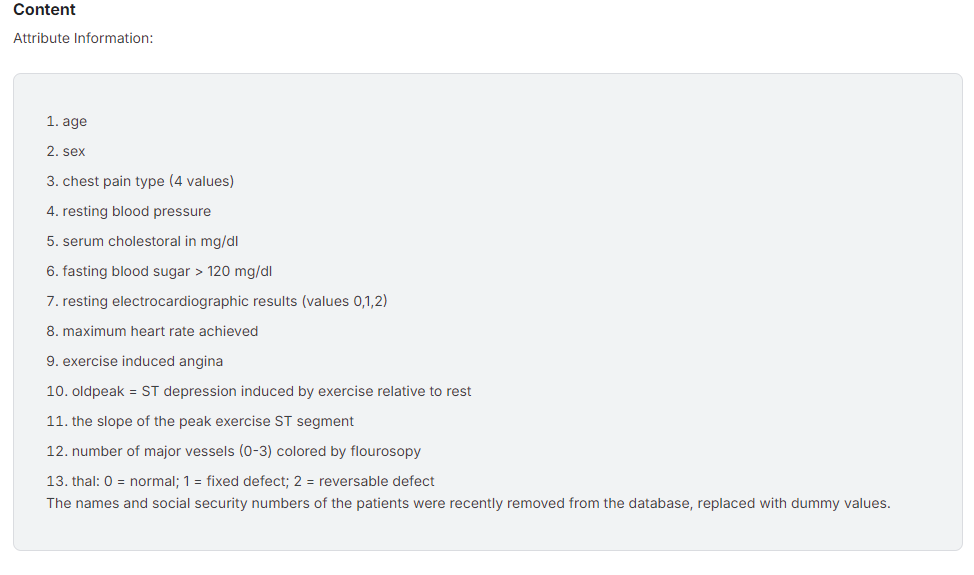 Content
Attribute Information:
1. age
2. sex
3. chest pain type (4 values)
4. resting blood pressure
5. serum cholestoral in mg/dl
6. fasting blood sugar > 120 mg/dl
7. resting electrocardiographic results (values 0,1,2)
8. maximum heart rate achieved
9. exercise induced angina
10. oldpeak = ST depression induced by exercise relative to rest
11. the slope of the peak exercise ST segment
12. number of major vessels (0-3) colored by flourosopy
13. thal: 0 = normal; 1 = fixed defect; 2 = reversable defect
The names and social security numbers of the patients were recently removed from the database, replaced with dummy values.